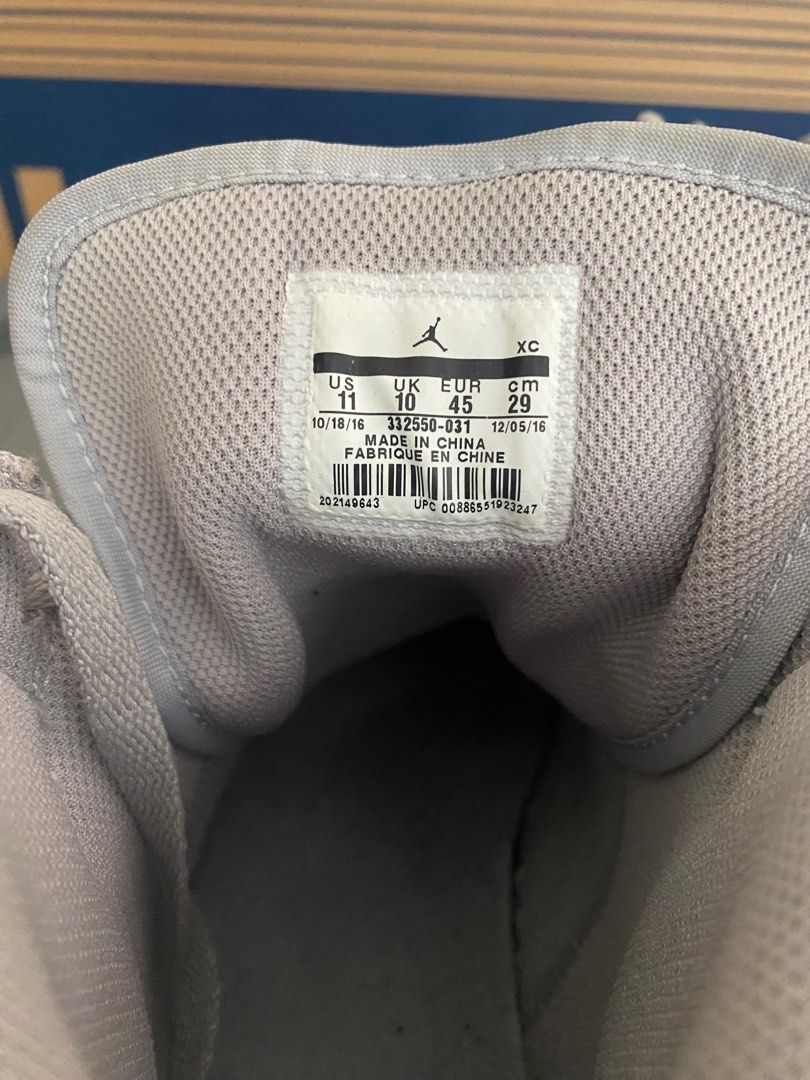 XC
US UK EUR cm
11 10 45 29
10/18/16 332550-031 12/05/16
MADE IN CHINA
FABRIQUE EN CHINE
202149643 UPC 00886551923247